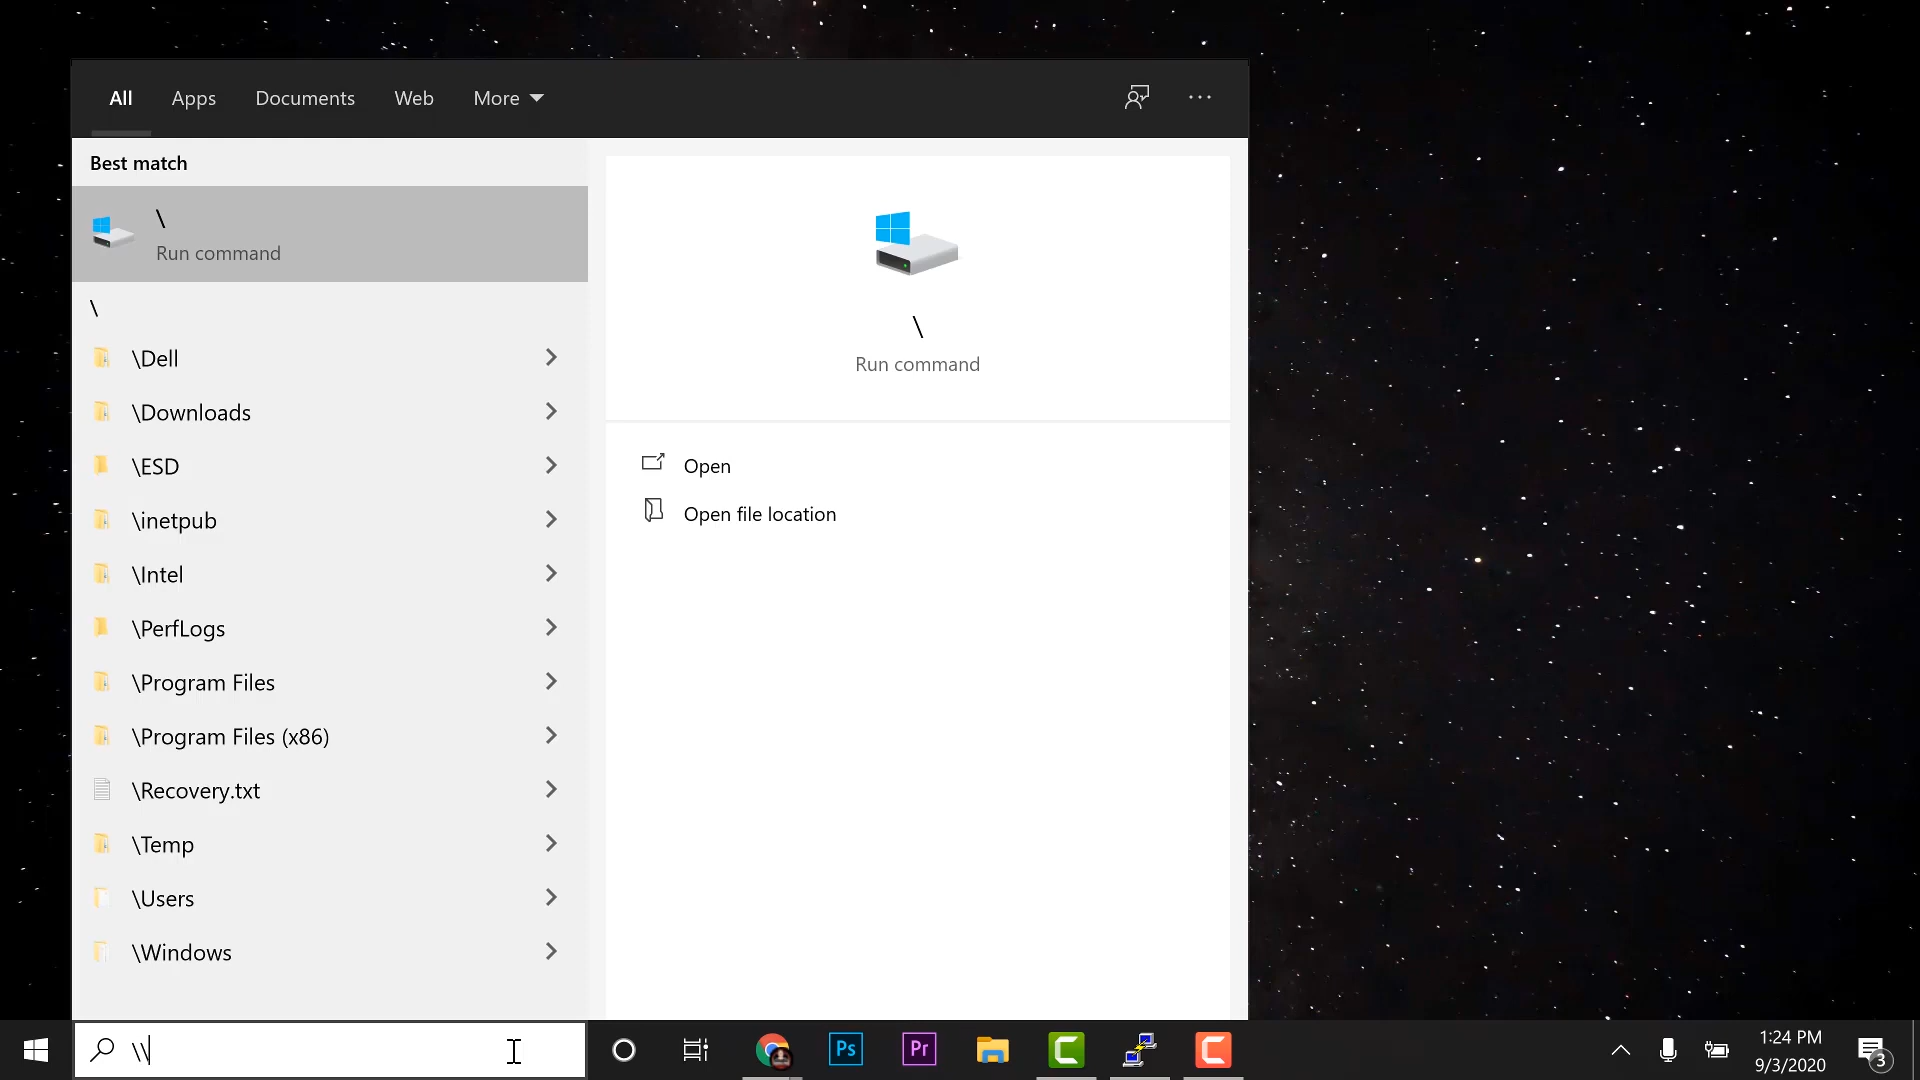 All Apps Documents Web More
Best match
\
Run command
\
\Dell
\Downloads
\ESD
\inetpub
\Intel
\PerfLogs
\Program Files
\Program Files (x86)
\Recovery.txt
\Temp
\Users
\Windows
\
Run command
Open
Open file location
\\
Ps
Pr
1:24 PM
9/3/2020
3